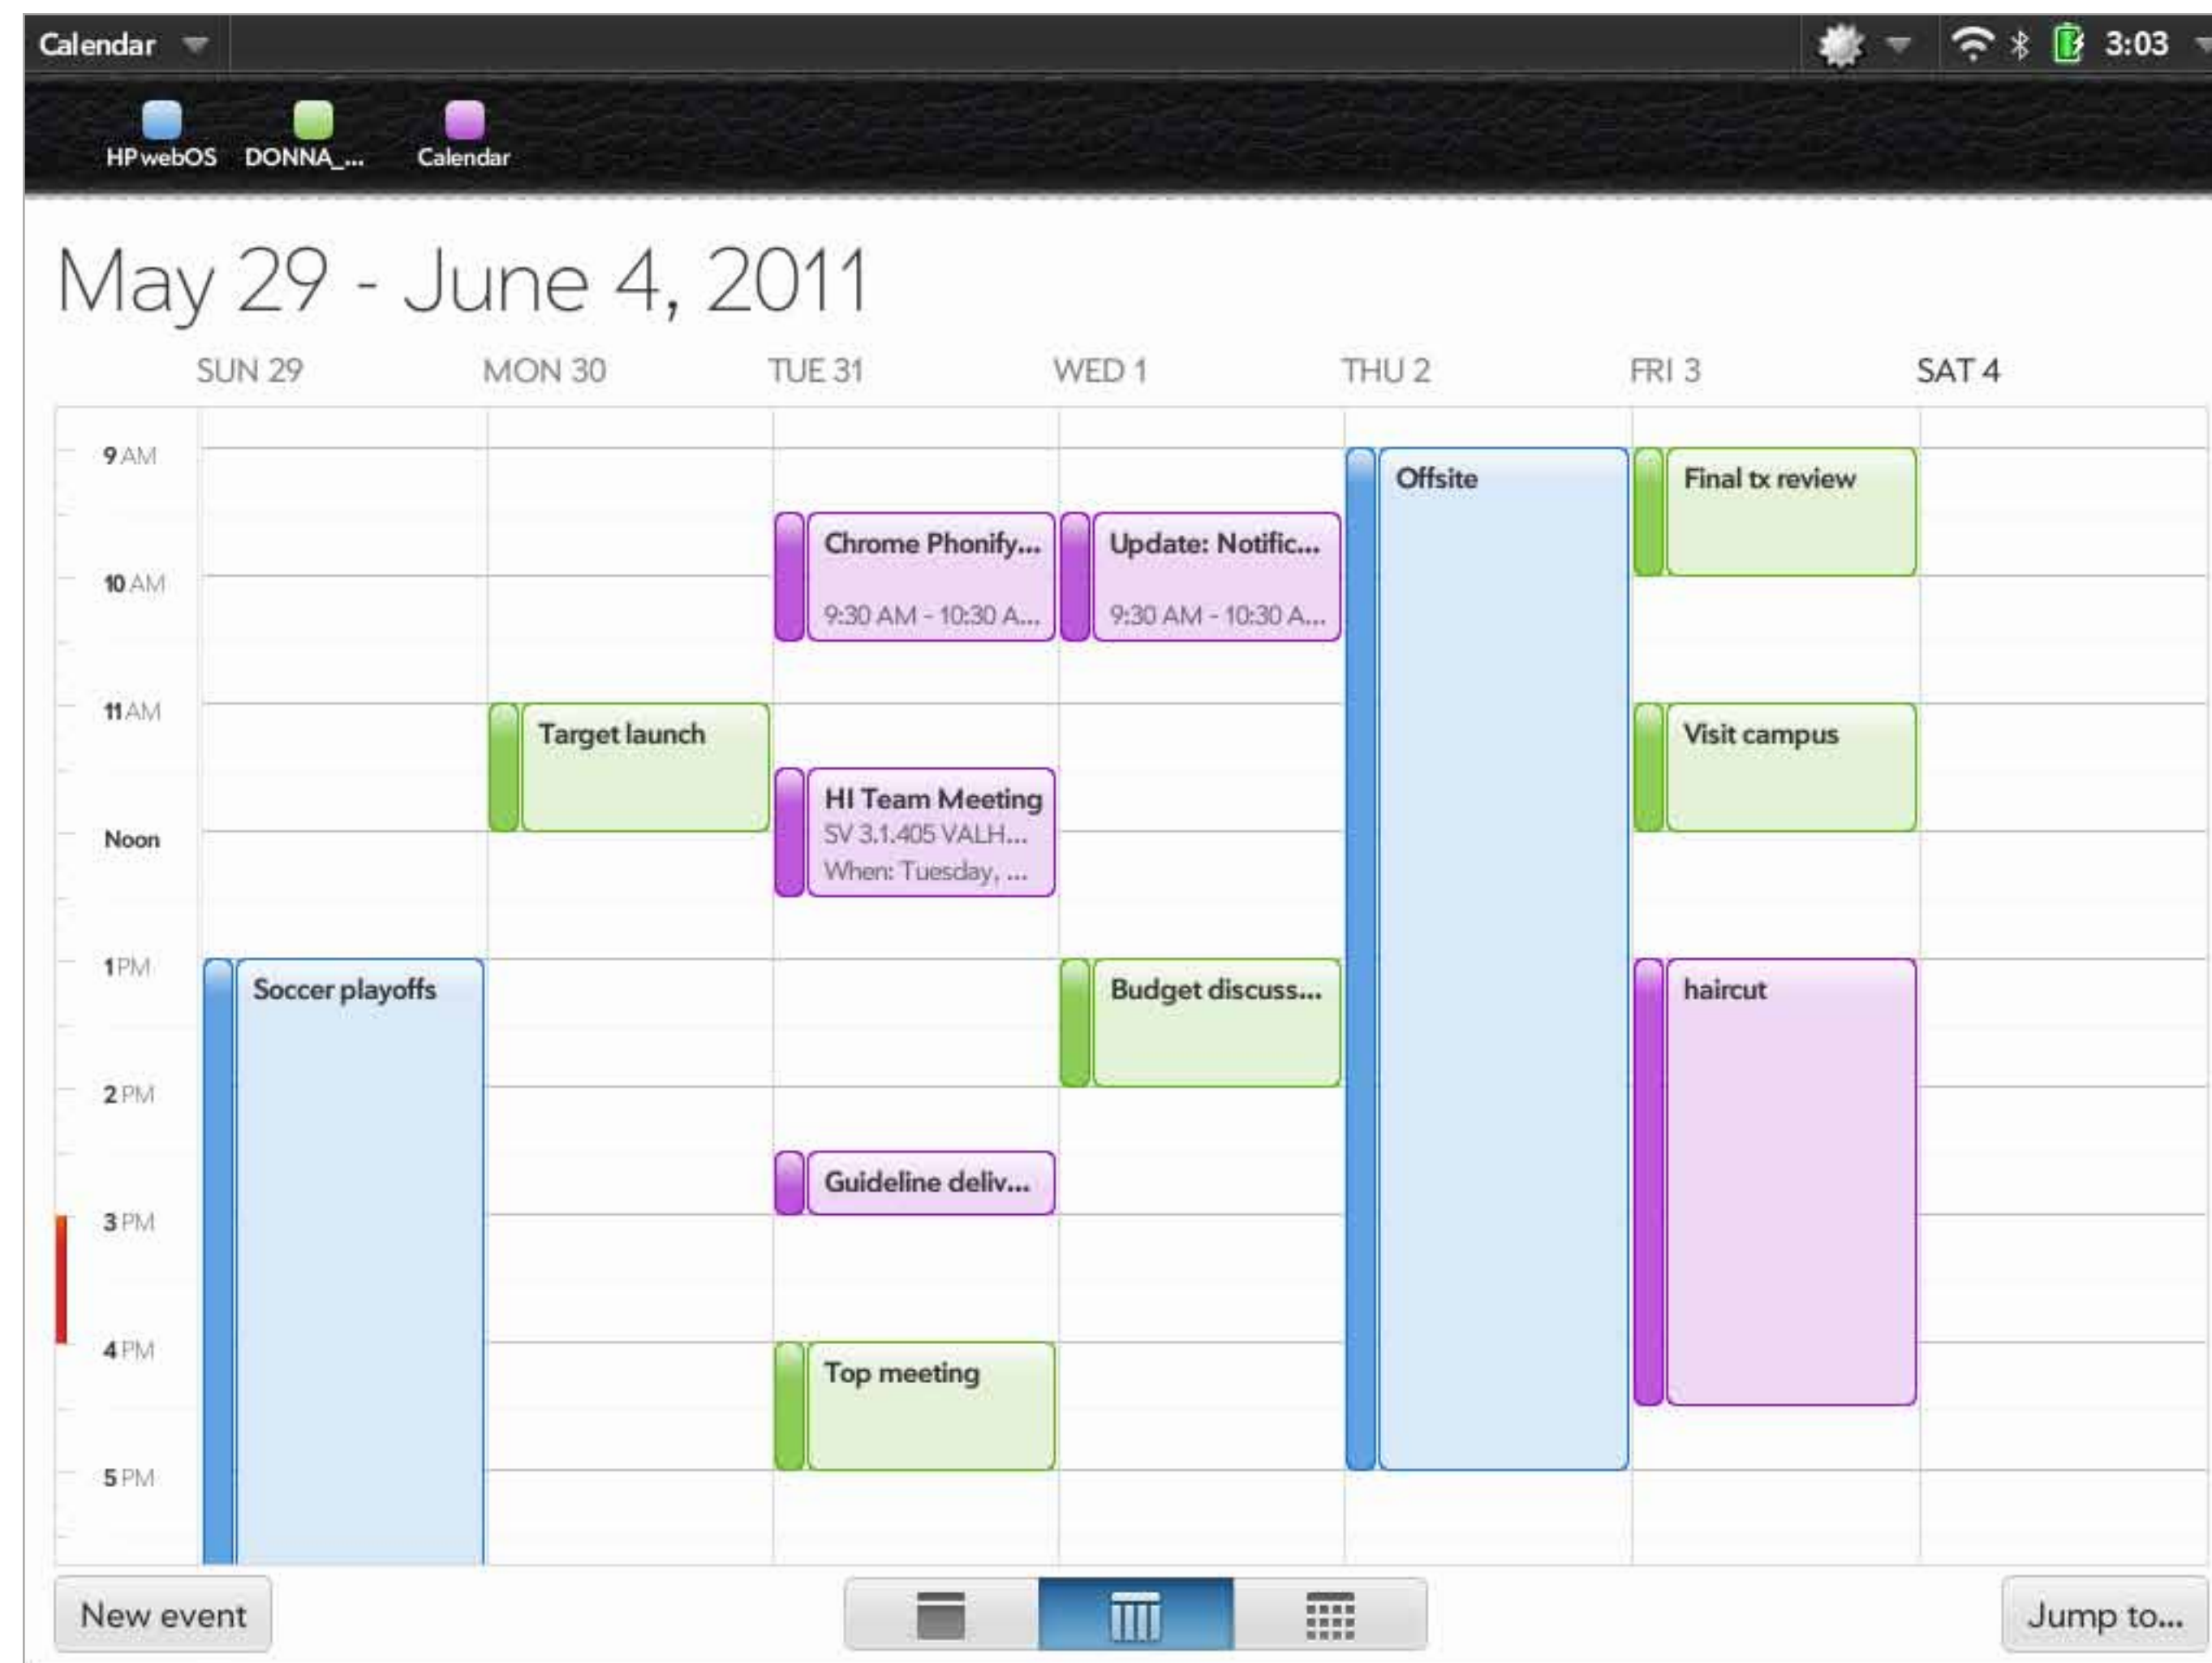 Calendar
3:03
HP webOS DONNA_... Calendar
May 29 - June 4, 2011
SUN 29 MON 30 TUE 31 WED 1 THU 2 FRI 3 SAT 4
9 AM
Offsite
Final tx review
Chrome Phonify...
9:30 AM - 10:30 A...
Update: Notific...
9:30 AM - 10:30 A...
10 AM
11 AM
Target launch
Visit campus
HI Team Meeting
SV 3.1.405 VALH...
When: Tuesday, ...
Noon
1 PM
Soccer playoffs
Budget discuss...
haircut
2 PM
Guideline deliv...
3 PM
4 PM
Top meeting
5 PM
New event
Jump to...